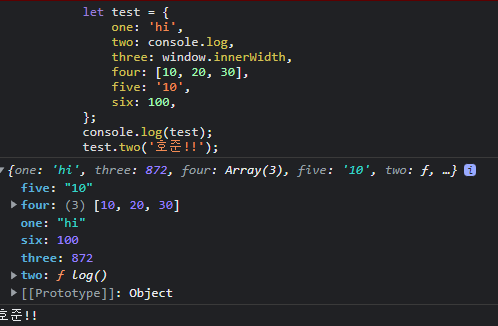 let test = {
one: 'hi',
two: console.log,
three: window.innerWidth,
four: [10, 20, 30],
five: '10',
six: 100,
};
console.log(test);
test.two('호준!!');
{one: 'hi', three: 872, four: Array(3), five: '10', two: ƒ, …} i
five: "10"
four: (3) [10, 20, 30]
one: "hi"
six: 100
three: 872
two: ƒ log()
[[Prototype]]: Object
호준!!